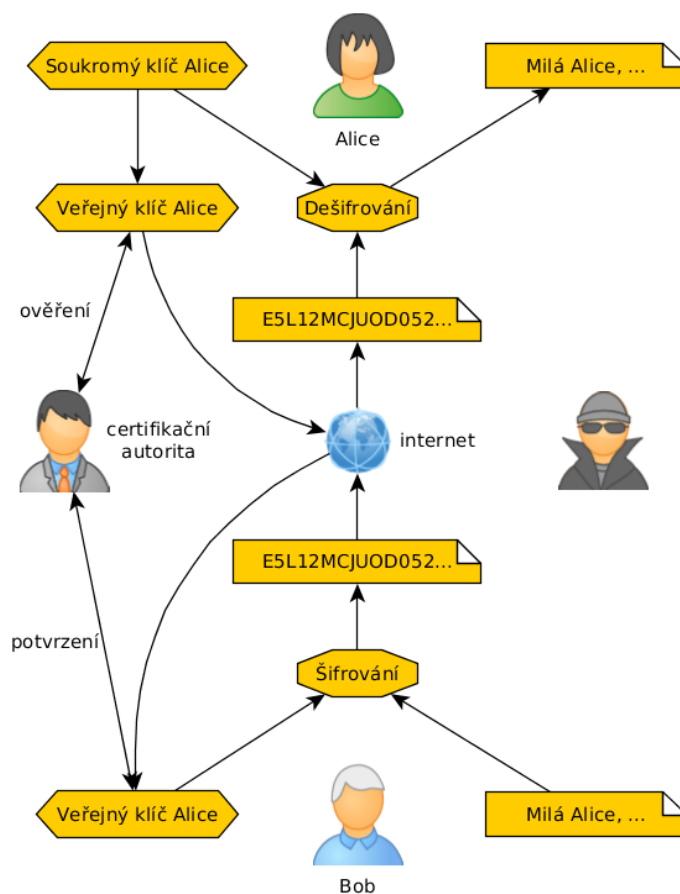 Soukromý klíč Alice
Milá Alice, ...
Alice
Veřejný klíč Alice
Dešifrování
ověření
E5L12MCJUOD052...
certifikační
autorita
internet
E5L12MCJUOD052...
potvrzení
Šifrování
Veřejný klíč Alice
Milá Alice, ...
Bob